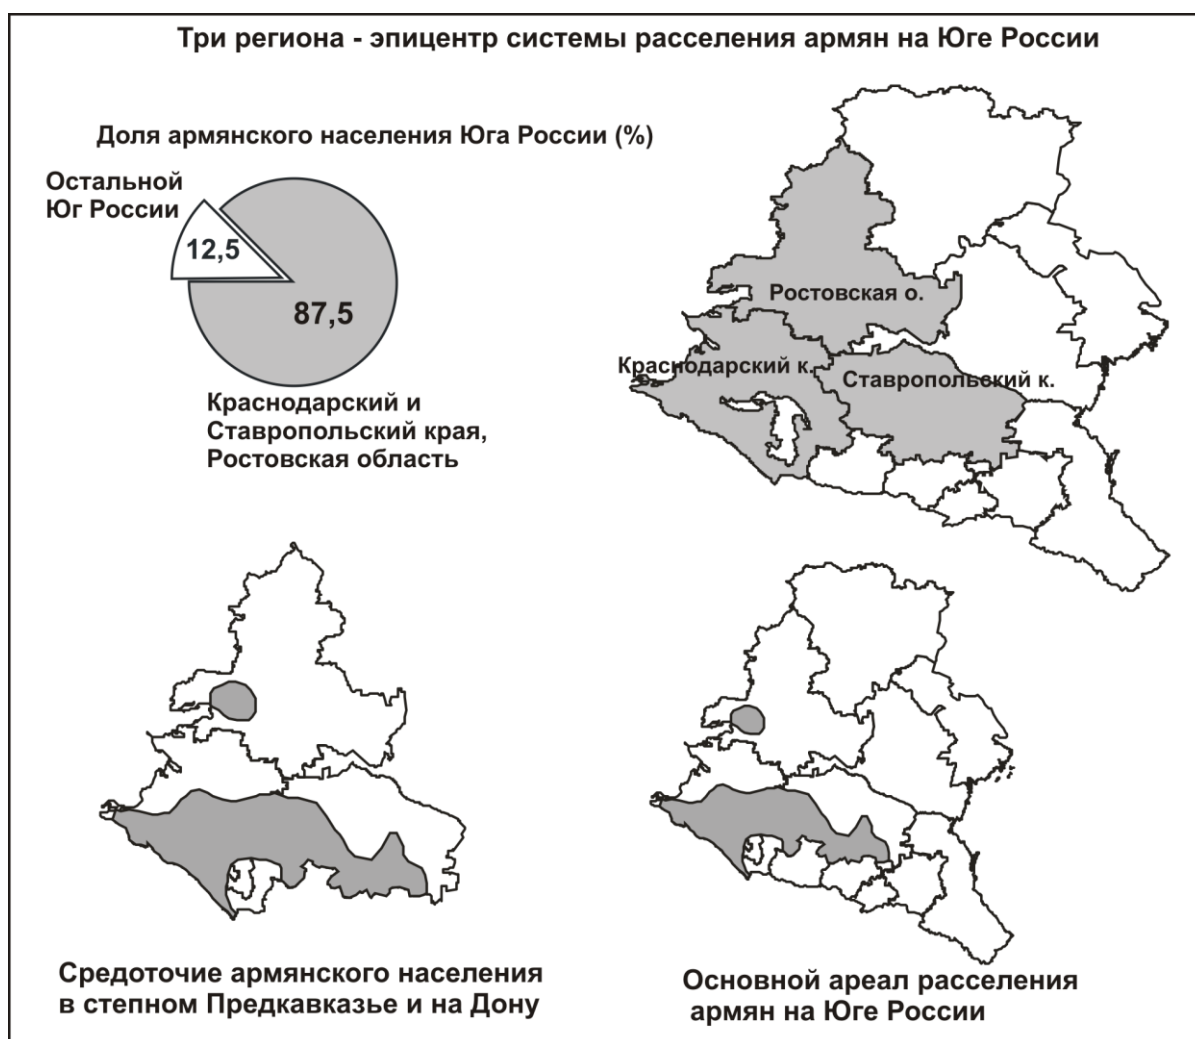 Три региона - эпицентр системы расселения армян на Юге России
Доля армянского населения Юга России (%)
Остальной
Юг России
12,5
87,5
Краснодарский и
Ставропольский края,
Ростовская область
Ростовская о.
Краснодарский к.
Ставропольский к.
Средоточие армянского населения
в степном Предкавказье и на Дону
Основной ареал расселения
армян на Юге России